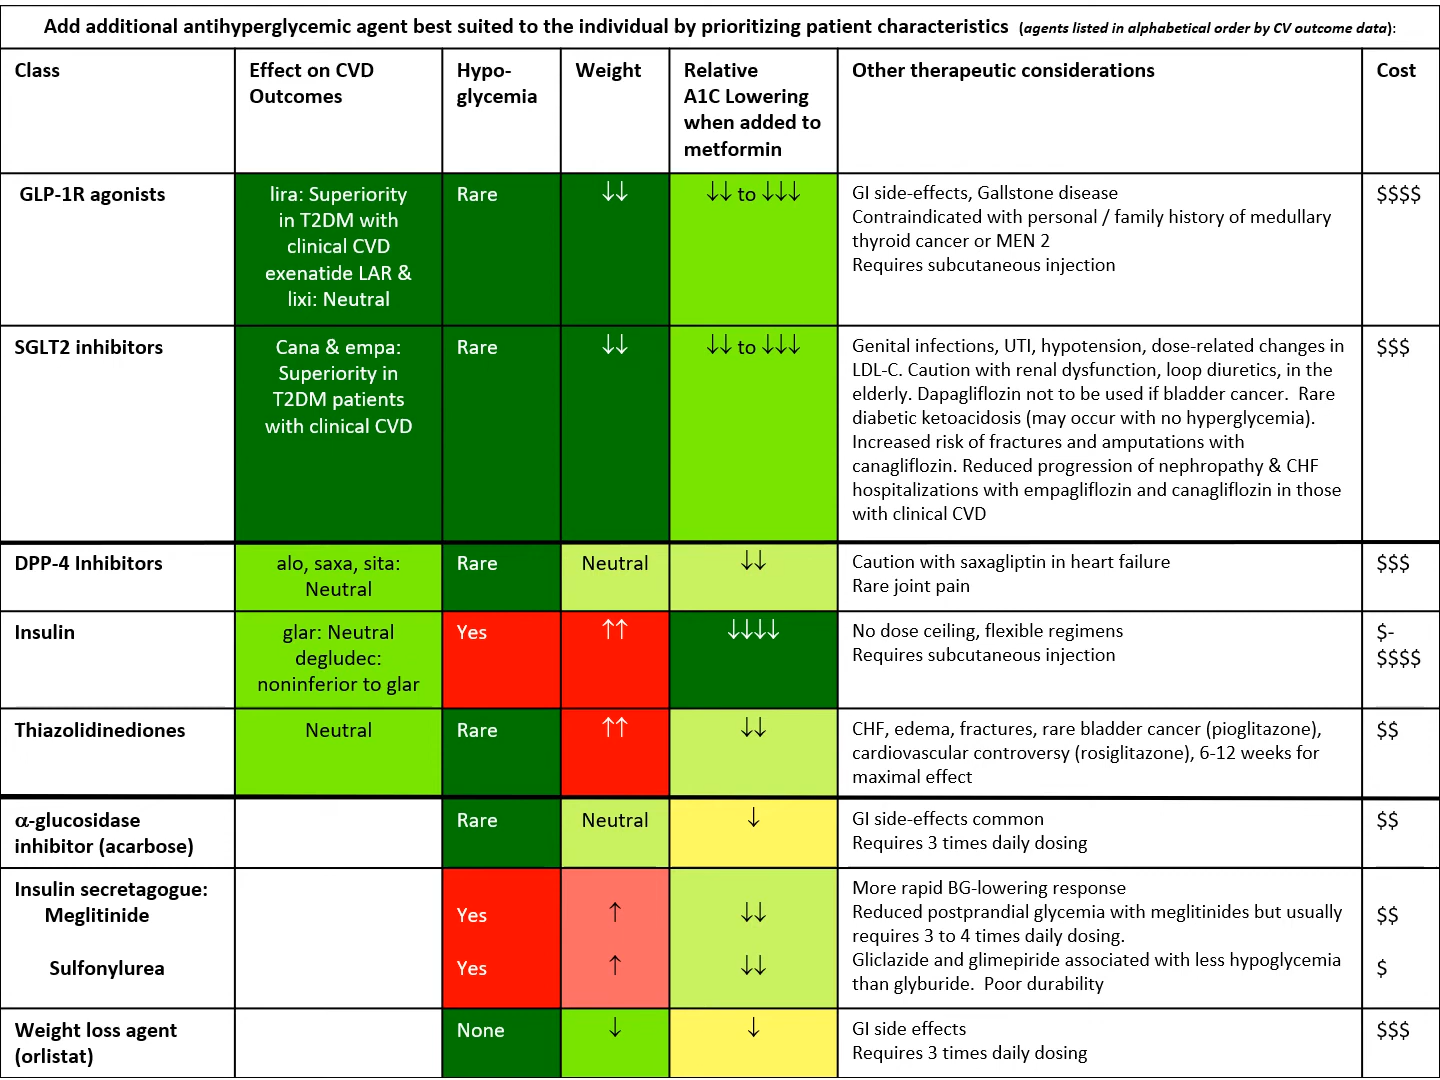 Add additional antihyperglycemic agent best suited to the individual by prioritizing patient characteristics (agents listed in alphabetical order by CV outcome data):
Class
Effect on CVD
Outcomes
Hypo-
glycemia
Weight
Relative
A1C Lowering
when added to
metformin
Other therapeutic considerations
Cost
GLP-1R agonists
lira: Superiority
in T2DM with
clinical CVD
exenatide LAR &
lixi: Neutral
Rare
↓↓
↓↓ to ↓↓↓
GI side-effects, Gallstone disease
Contraindicated with personal / family history of medullary
thyroid cancer or MEN 2
Requires subcutaneous injection
$$$$
SGLT2 inhibitors
Cana & empa:
Superiority in
T2DM patients
with clinical CVD
Rare
↓↓
↓↓ to ↓↓↓
Genital infections, UTI, hypotension, dose-related changes in
LDL-C. Caution with renal dysfunction, loop diuretics, in the
elderly. Dapagliflozin not to be used if bladder cancer.  Rare
diabetic ketoacidosis (may occur with no hyperglycemia).
Increased risk of fractures and amputations with
canagliflozin. Reduced progression of nephropathy & CHF
hospitalizations with empagliflozin and canagliflozin in those
with clinical CVD
$$$
DPP-4 Inhibitors
alo, saxa, sita:
Neutral
Rare
Neutral
↓↓
Caution with saxagliptin in heart failure
Rare joint pain
$$$
Insulin
glar: Neutral
degludec:
noninferior to glar
Yes
↑↑
↓↓↓↓
No dose ceiling, flexible regimens
Requires subcutaneous injection
$-
$$$$
Thiazolidinediones
Neutral
Rare
↑↑
↓↓
CHF, edema, fractures, rare bladder cancer (pioglitazone),
cardiovascular controversy (rosiglitazone), 6-12 weeks for
maximal effect
$$
α-glucosidase
inhibitor (acarbose)
Rare
Neutral
↓
GI side-effects common
Requires 3 times daily dosing
$$
Insulin secretagogue:
Meglitinide
Yes
↑
↓↓
More rapid BG-lowering response
Reduced postprandial glycemia with meglitinides but usually
requires 3 to 4 times daily dosing.
$$
Sulfonylurea
Yes
↑
↓↓
Gliclazide and glimepiride associated with less hypoglycemia
than glyburide.  Poor durability
$
Weight loss agent
(orlistat)
None
↓
↓
GI side effects
Requires 3 times daily dosing
$$$